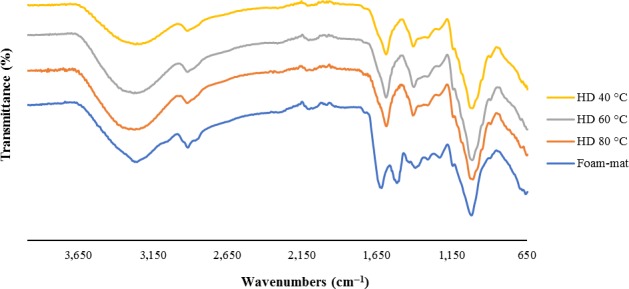 Transmittance (%)
HD 40 °C
HD 60 °C
HD 80 °C
Foam-mat
3,650 3,150 2,650 2,150 1,650 1,150 650
Wavenumbers (cm⁻¹)